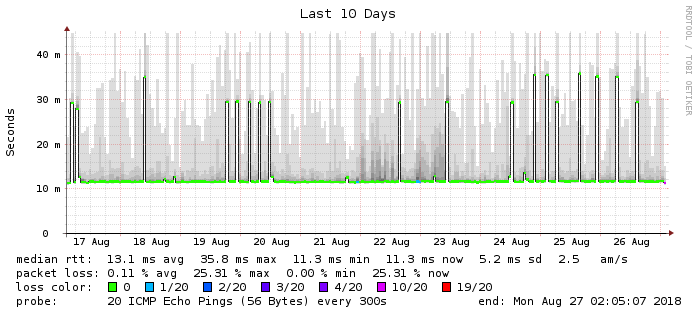 Last 10 Days
RRDTOOL / TOBI OETIKER
Seconds
40 m
30 m
20 m
10 m
0
17 Aug 18 Aug 19 Aug 20 Aug 21 Aug 22 Aug 23 Aug 24 Aug 25 Aug 26 Aug
median rtt: 13.1 ms avg 35.8 ms max 11.3 ms min 11.3 ms now 5.2 ms sd 2.5 am/s
packet loss: 0.11 % avg 25.31 % max 0.00 % min 25.31 % now
loss color: 0 1/20 2/20 3/20 4/20 10/20 19/20
probe: 20 ICMP Echo Pings (56 Bytes) every 300s end: Mon Aug 27 02:05:07 2018